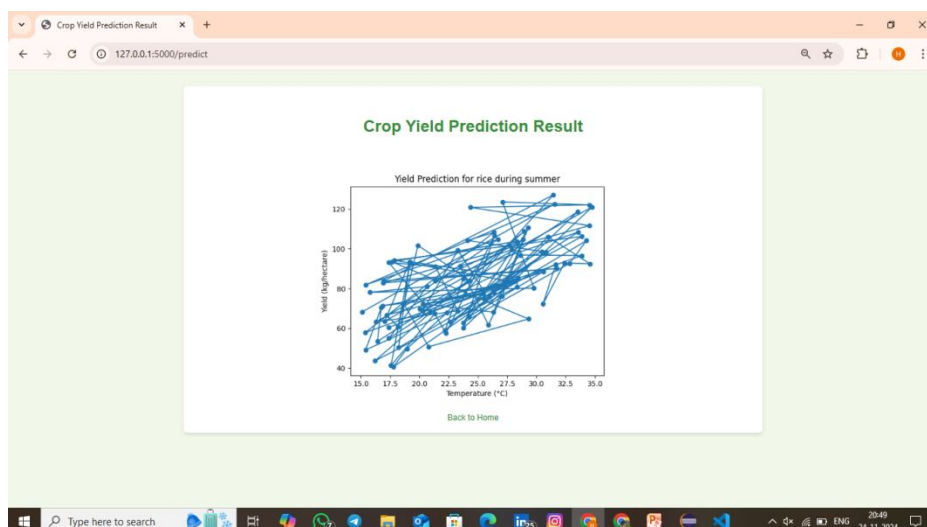 Crop Yield Prediction Result
127.0.0.1:5000/predict
H
Crop Yield Prediction Result
Yield Prediction for rice during summer
Yield (kg/hectare)
120
100
80
60
40
15.0 17.5 20.0 22.5 25.0 27.5 30.0 32.5 35.0
Temperature (°C)
Back to Home
Type here to search
ENG
20:49
24-11-2024